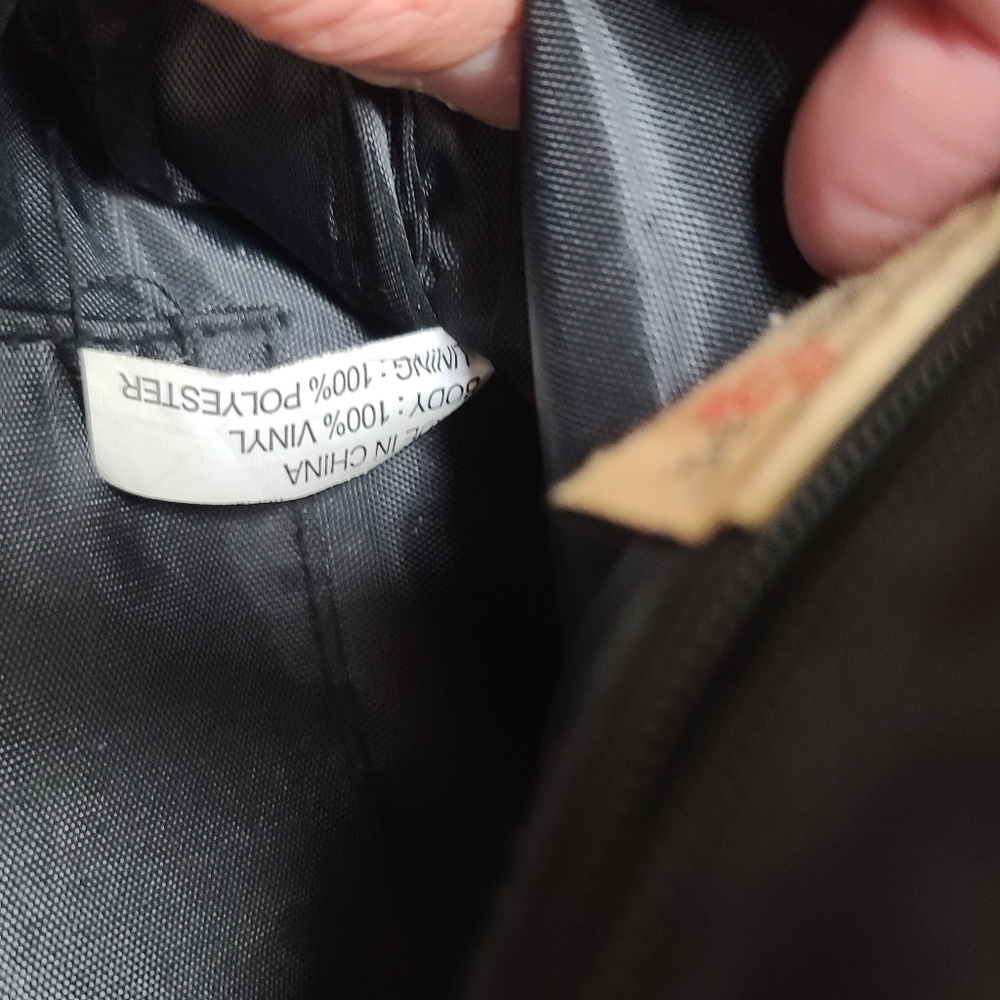 IN CHINA
BODY : 100% VINYL
LINING : 100% POLYESTER